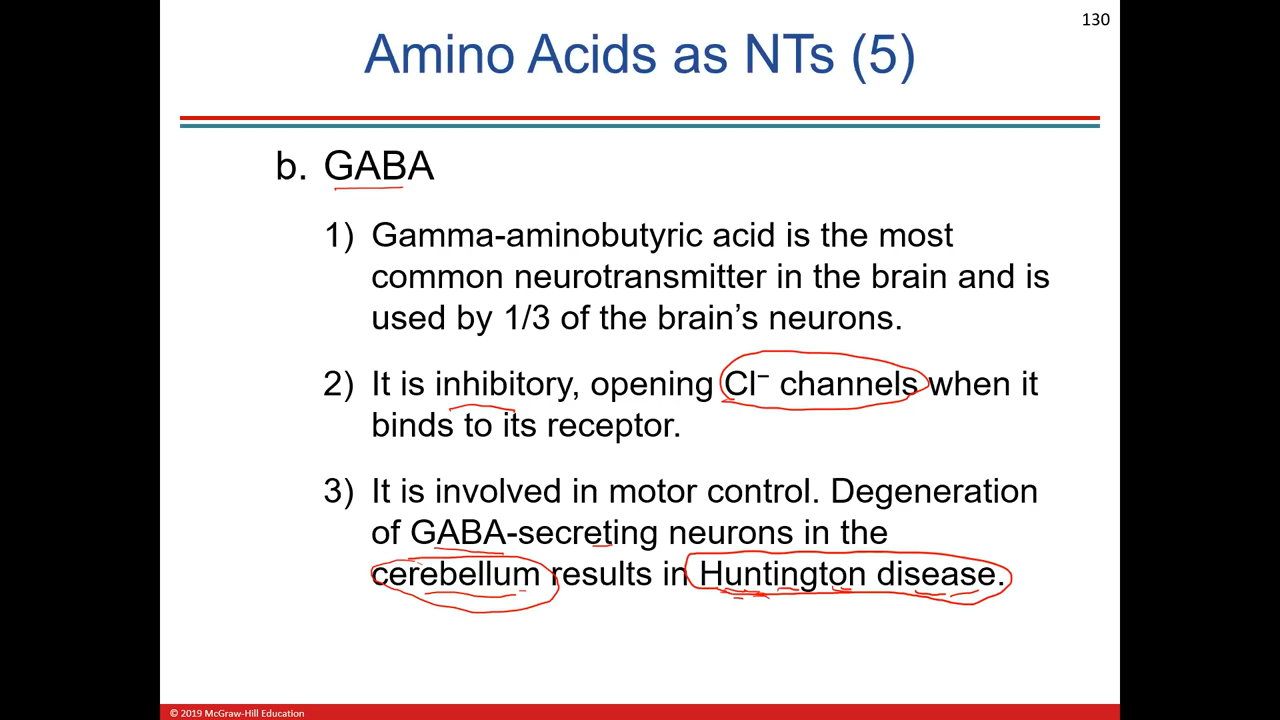 130
Amino Acids as NTs (5)
b. GABA
1) Gamma-aminobutyric acid is the most
common neurotransmitter in the brain and is
used by 1/3 of the brain’s neurons.
2) It is inhibitory, opening Cl⁻ channels when it
binds to its receptor.
3) It is involved in motor control. Degeneration
of GABA-secreting neurons in the
cerebellum results in Huntington disease.
© 2019 McGraw-Hill Education